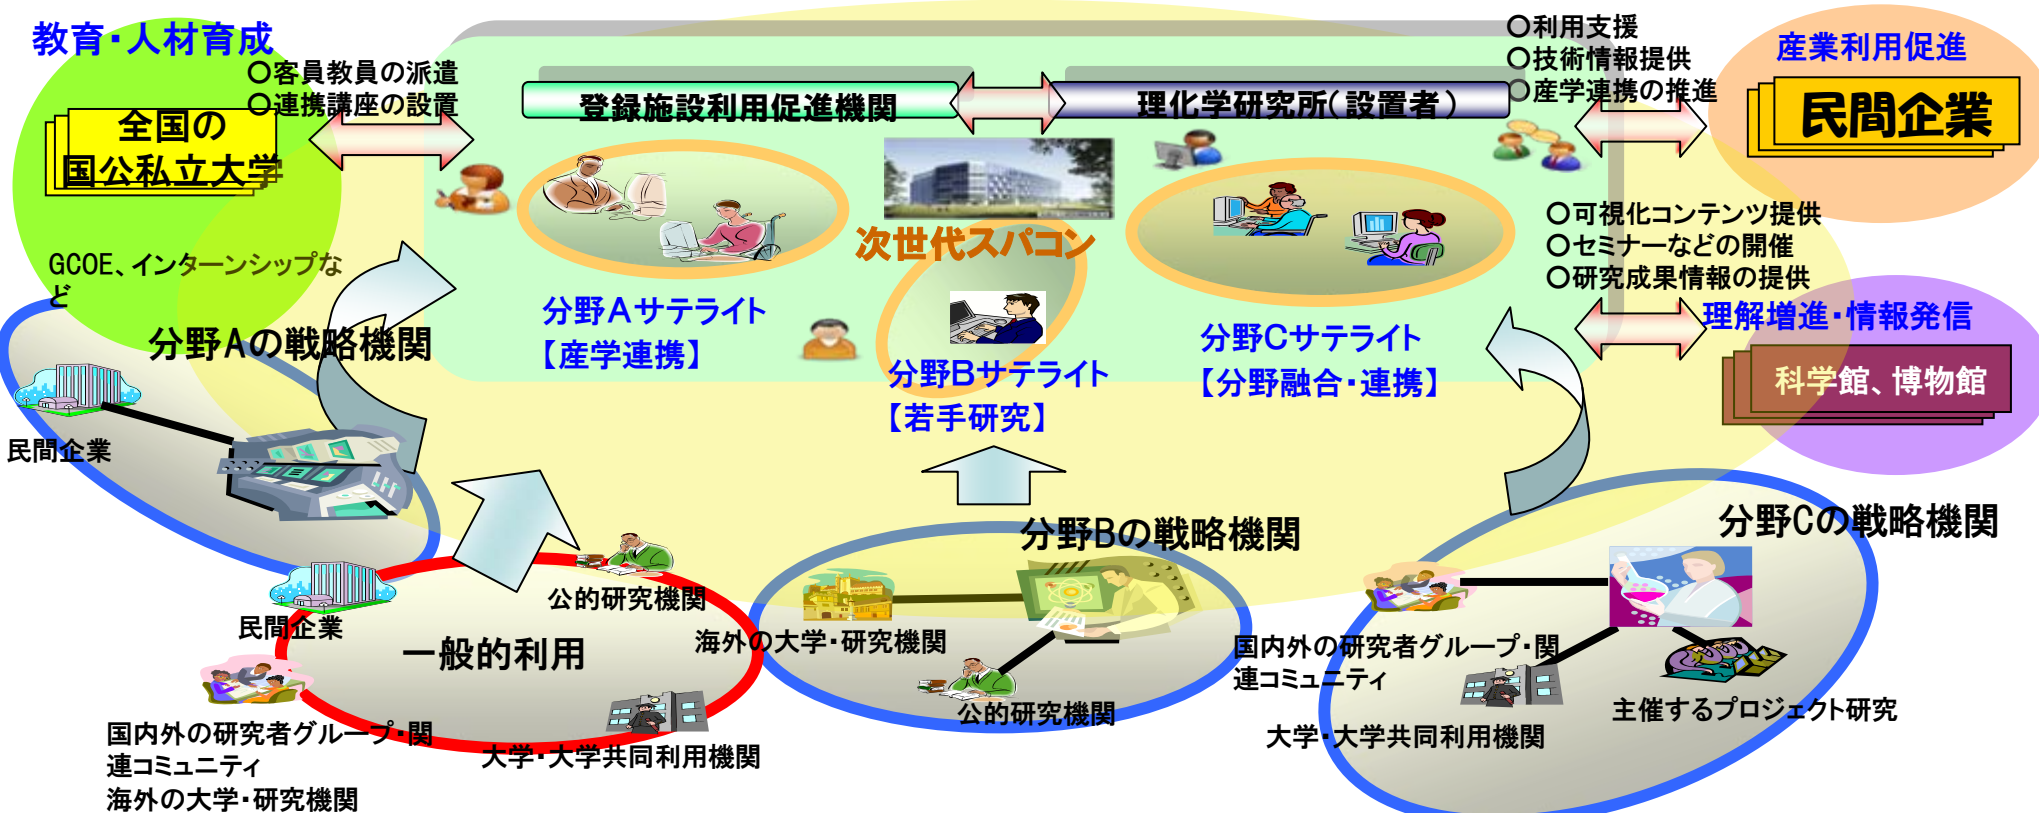 教育・人材育成
○客員教員の派遣
○連携講座の設置
全国の
国公私立大学
GCOE、インターンシップな
ど
登録施設利用促進機関
理化学研究所（設置者）
○利用支援
○技術情報提供
○産学連携の推進
産業利用促進
民間企業
次世代スパコン
○可視化コンテンツ提供
○セミナーなどの開催
○研究成果情報の提供
理解増進・情報発信
科学館、博物館
分野Aサテライト
【産学連携】
分野Bサテライト
【若手研究】
分野Cサテライト
【分野融合・連携】
分野Aの戦略機関
民間企業
分野Bの戦略機関
海外の大学・研究機関
公的研究機関
分野Cの戦略機関
国内外の研究者グループ・関
連コミュニティ
大学・大学共同利用機関
主催するプロジェクト研究
一般的利用
公的研究機関
民間企業
国内外の研究者グループ・関
連コミュニティ
海外の大学・研究機関
大学・大学共同利用機関